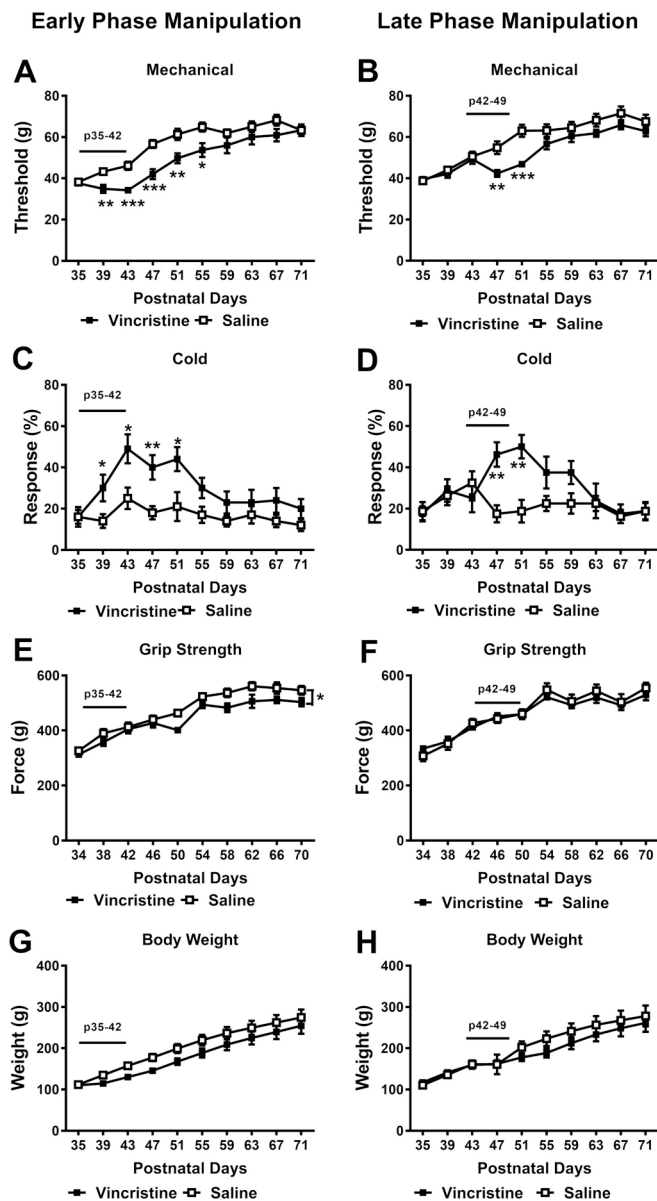 Early Phase Manipulation
Late Phase Manipulation
A
Mechanical
80
60
40
20
0
Threshold (g)
p35-42
** *** *** ** *
35 39 43 47 51 55 59 63 67 71
Postnatal Days
Vincristine Saline
B
Mechanical
80
60
40
20
0
Threshold (g)
p42-49
** ***
35 39 43 47 51 55 59 63 67 71
Postnatal Days
Vincristine Saline
C
Cold
80
60
40
20
0
Response (%)
p35-42
* * ** *
35 39 43 47 51 55 59 63 67 71
Postnatal Days
Vincristine Saline
D
Cold
80
60
40
20
0
Response (%)
p42-49
** **
35 39 43 47 51 55 59 63 67 71
Postnatal Days
Vincristine Saline
E
Grip Strength
600
400
200
0
Force (g)
p35-42
*
34 38 42 46 50 54 58 62 66 70
Postnatal Days
Vincristine Saline
F
Grip Strength
600
400
200
0
Force (g)
p42-49
34 38 42 46 50 54 58 62 66 70
Postnatal Days
Vincristine Saline
G
Body Weight
400
300
200
100
0
Weight (g)
p35-42
35 39 43 47 51 55 59 63 67 71
Postnatal Days
Vincristine Saline
H
Body Weight
400
300
200
100
0
Weight (g)
p42-49
35 39 43 47 51 55 59 63 67 71
Postnatal Days
Vincristine Saline